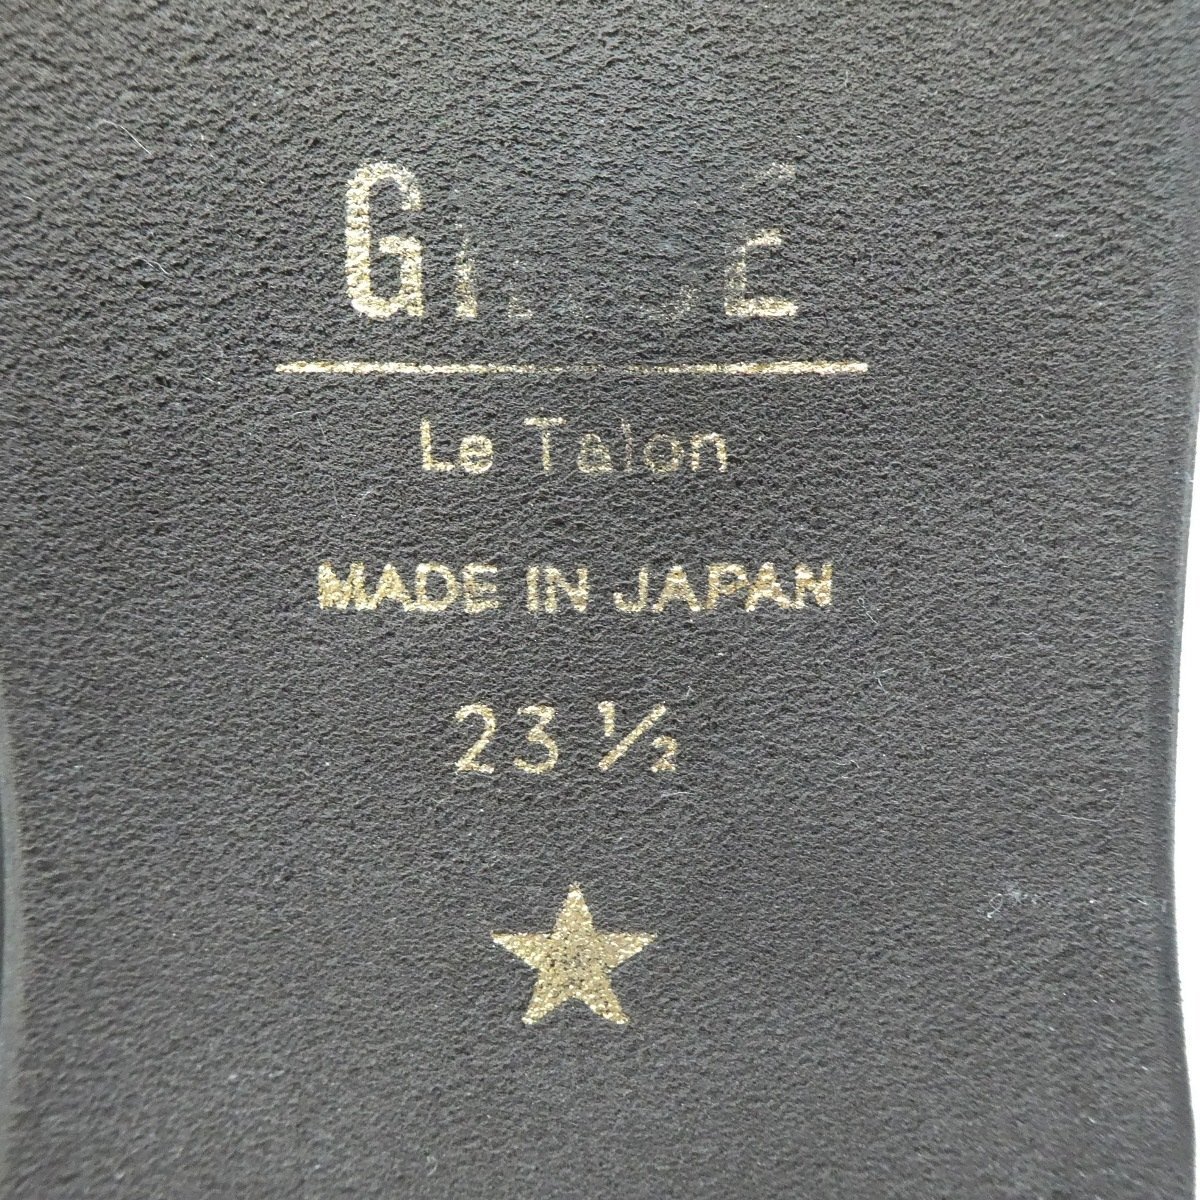 Le Talon
MADE IN JAPAN
23 ½